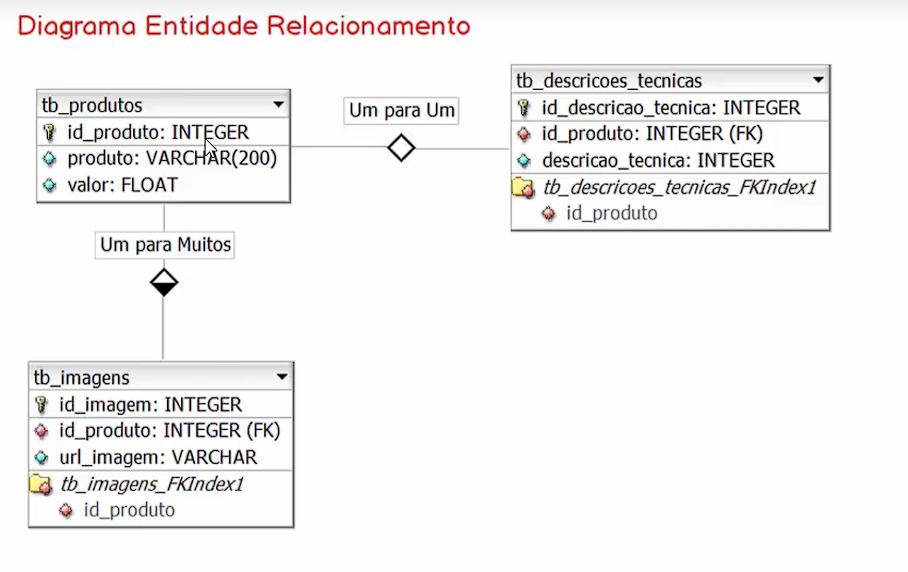 Diagrama Entidade Relacionamento
tb_produtos
id_produto: INTEGER
produto: VARCHAR(200)
valor: FLOAT
Um para Um
tb_descricoes_tecnicas
id_descricao_tecnica: INTEGER
id_produto: INTEGER (FK)
descricao_tecnica: INTEGER
tb_descricoes_tecnicas_FKIndex1
id_produto
Um para Muitos
tb_imagens
id_imagem: INTEGER
id_produto: INTEGER (FK)
url_imagem: VARCHAR
tb_imagens_FKIndex1
id_produto